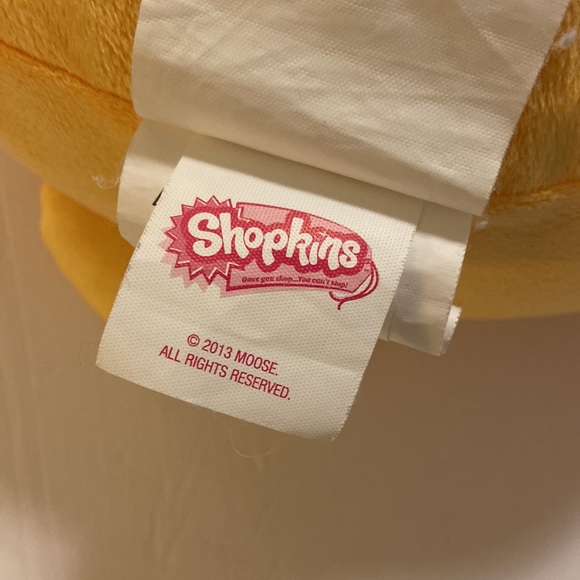 Shopkins
Once you shop...You can't stop!
© 2013 MOOSE.
ALL RIGHTS RESERVED.